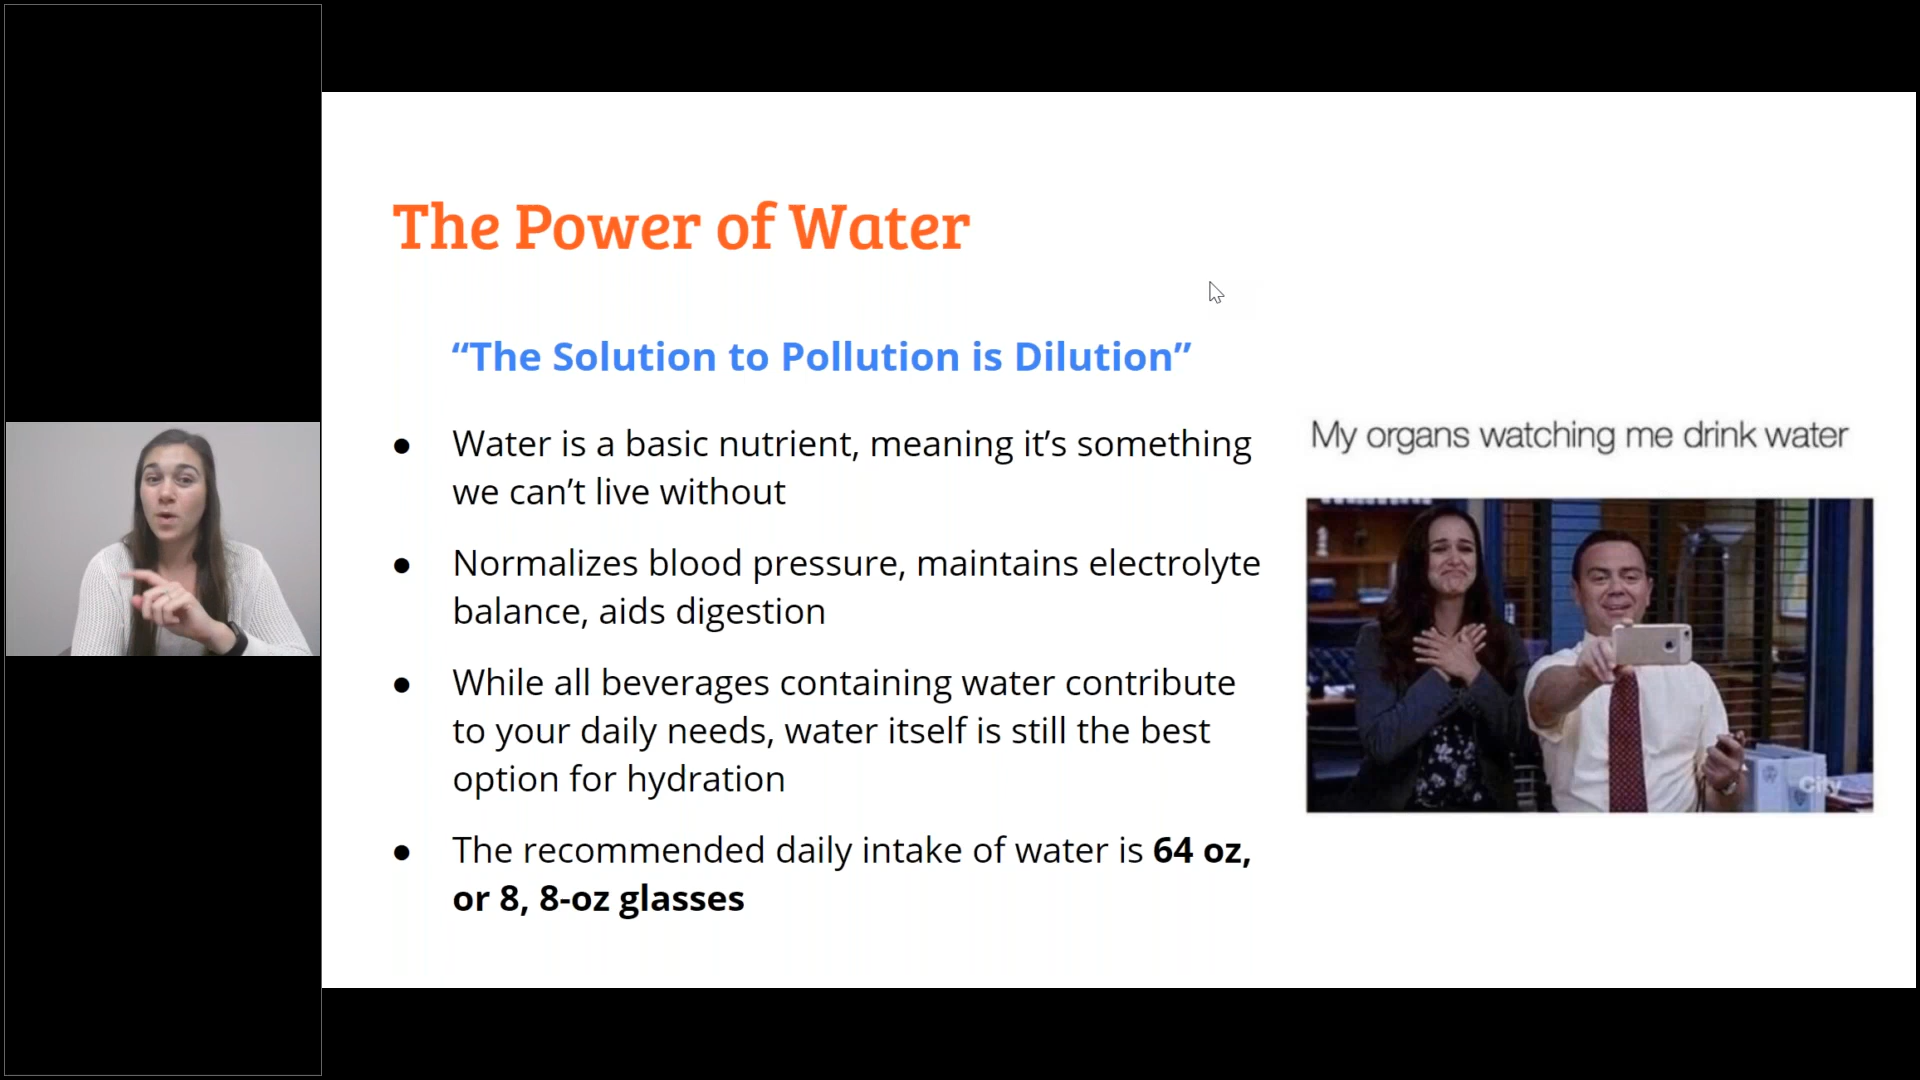 The Power of Water
“The Solution to Pollution is Dilution”
● Water is a basic nutrient, meaning it’s something
we can’t live without
● Normalizes blood pressure, maintains electrolyte
balance, aids digestion
● While all beverages containing water contribute
to your daily needs, water itself is still the best
option for hydration
● The recommended daily intake of water is 64 oz,
or 8, 8-oz glasses
My organs watching me drink water
City